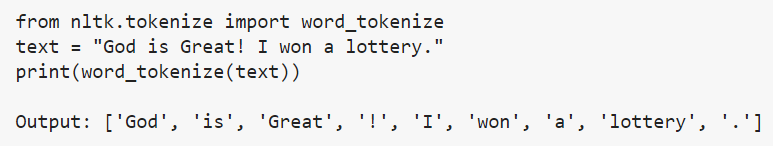 from nltk.tokenize import word_tokenize
text = "God is Great! I won a lottery."
print(word_tokenize(text))
Output: ['God', 'is', 'Great', '!', 'I', 'won', 'a', 'lottery', '.']